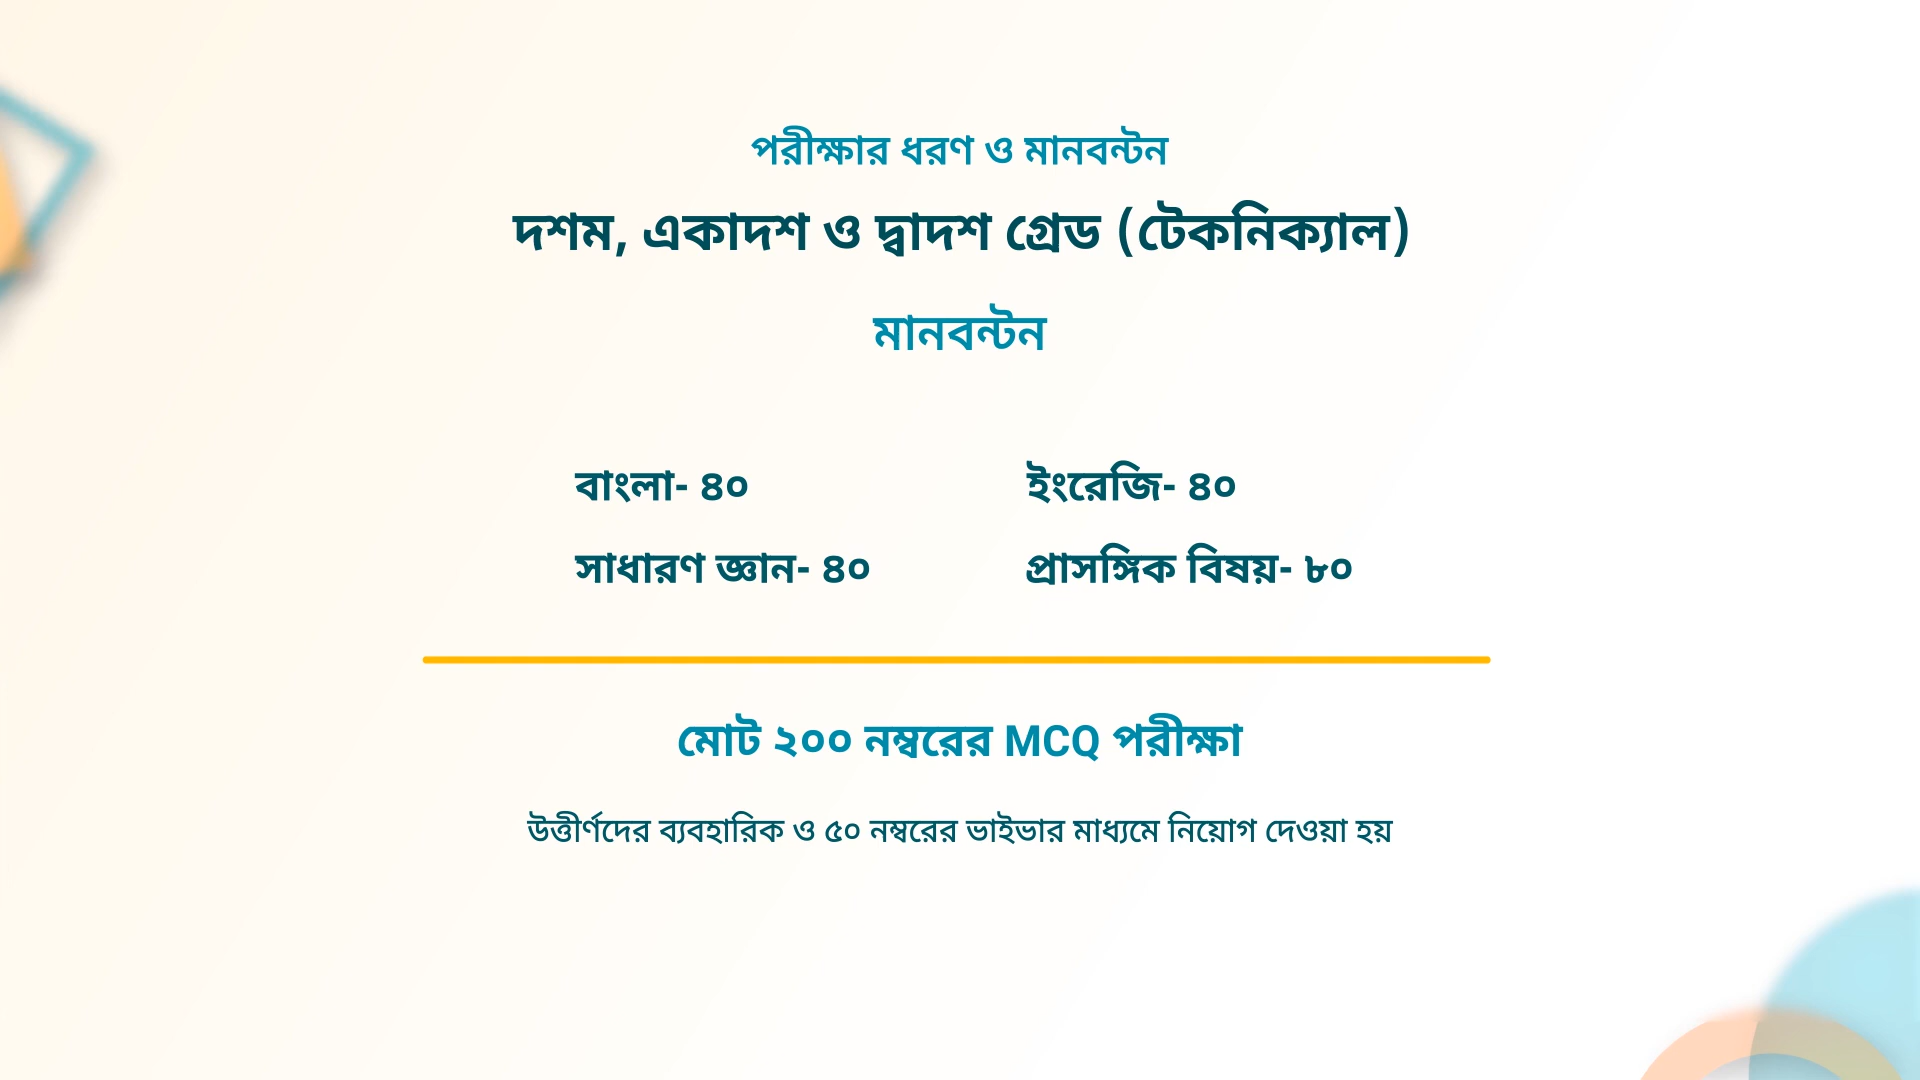 পরীক্ষার ধরণ ও মানবন্টন
দশম, একাদশ ও দ্বাদশ গ্রেড (টেকনিক্যাল)
মানবন্টন
বাংলা- ৪০
ইংরেজি- ৪০
সাধারণ জ্ঞান- ৪০
প্রাসঙ্গিক বিষয়- ৮০
মোট ২০০ নম্বরের MCQ পরীক্ষা
উত্তীর্ণদের ব্যবহারিক ও ৫০ নম্বরের ভাইভার মাধ্যমে নিয়োগ দেওয়া হয়